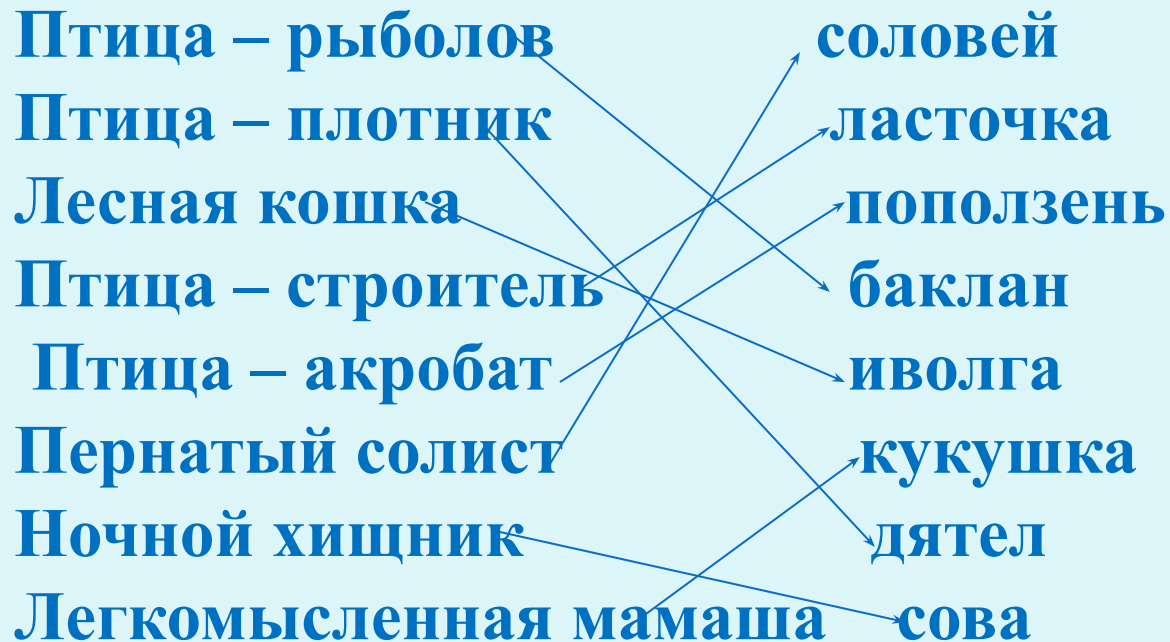 Птица – рыболов соловей
Птица – плотник ласточка
Лесная кошка поползень
Птица – строитель баклан
Птица – акробат иволга
Пернатый солист кукушка
Ночной хищник дятел
Легкомысленная мамаша сова